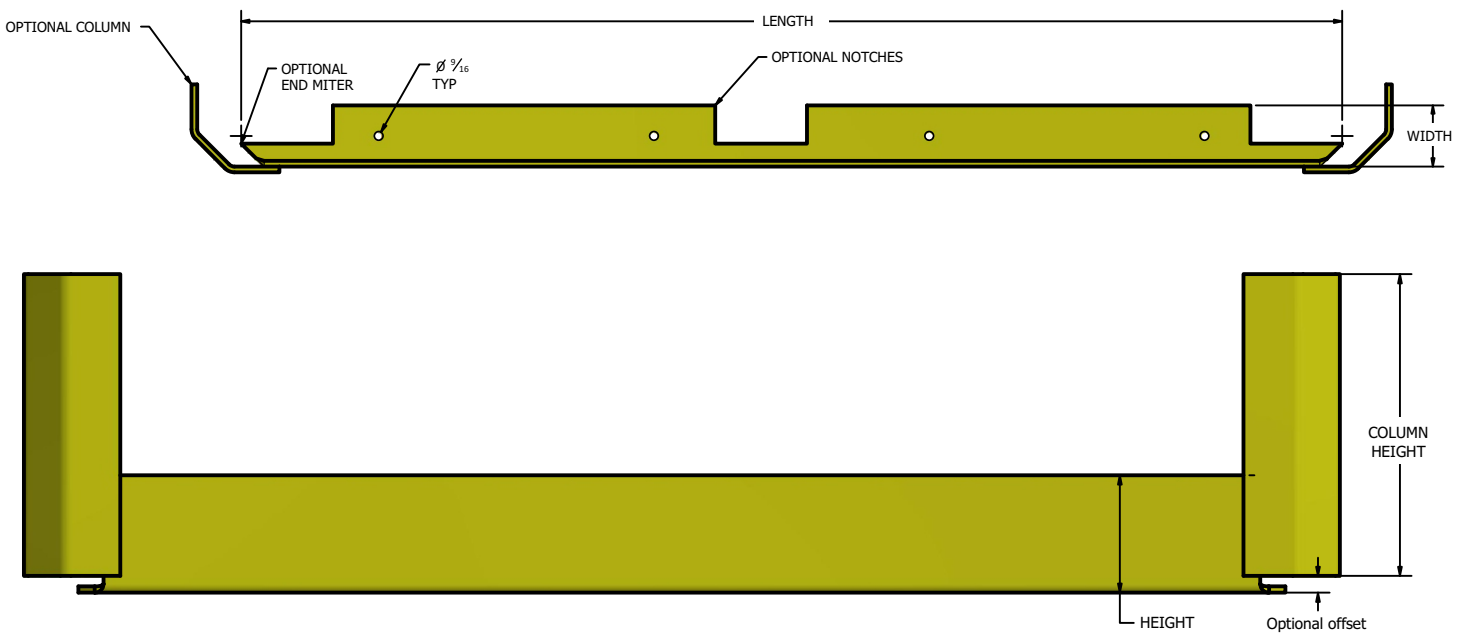 LENGTH
OPTIONAL COLUMN
OPTIONAL
END MITER
Ø 9/16
TYP
OPTIONAL NOTCHES
WIDTH
COLUMN
HEIGHT
HEIGHT
Optional offset